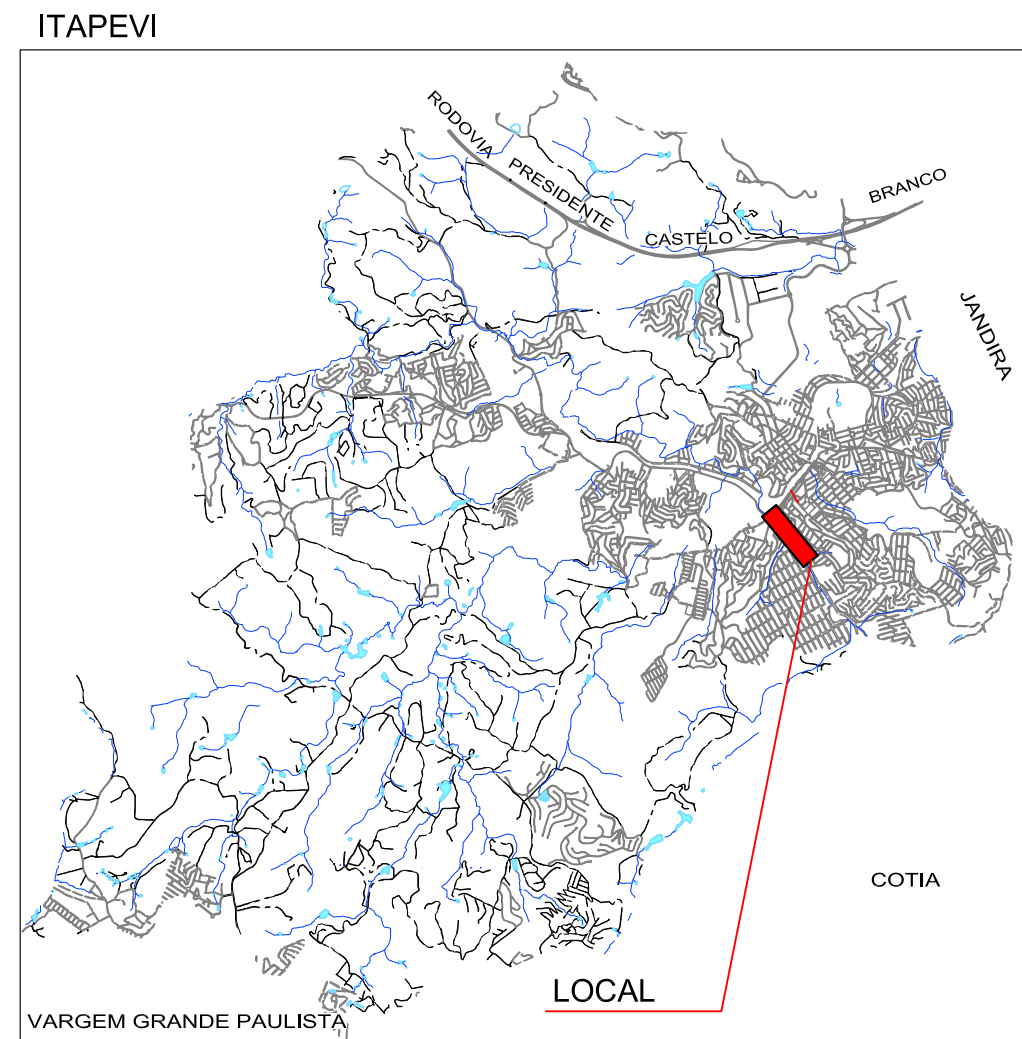 ITAPEVI
RODOVIA PRESIDENTE CASTELO BRANCO
JANDIRA
COTIA
LOCAL
VARGEM GRANDE PAULISTA